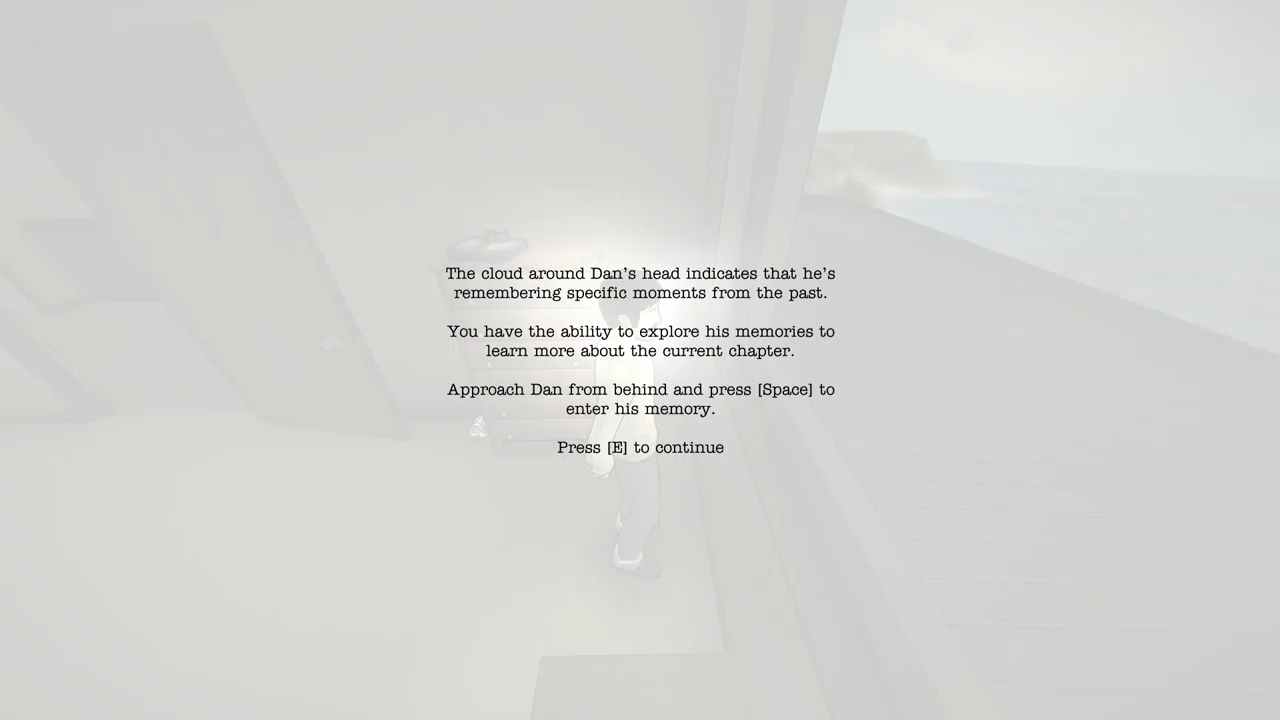 The cloud around Dan's head indicates that he's
remembering specific moments from the past.
You have the ability to explore his memories to
learn more about the current chapter.
Approach Dan from behind and press [Space] to
enter his memory.
Press [E] to continue